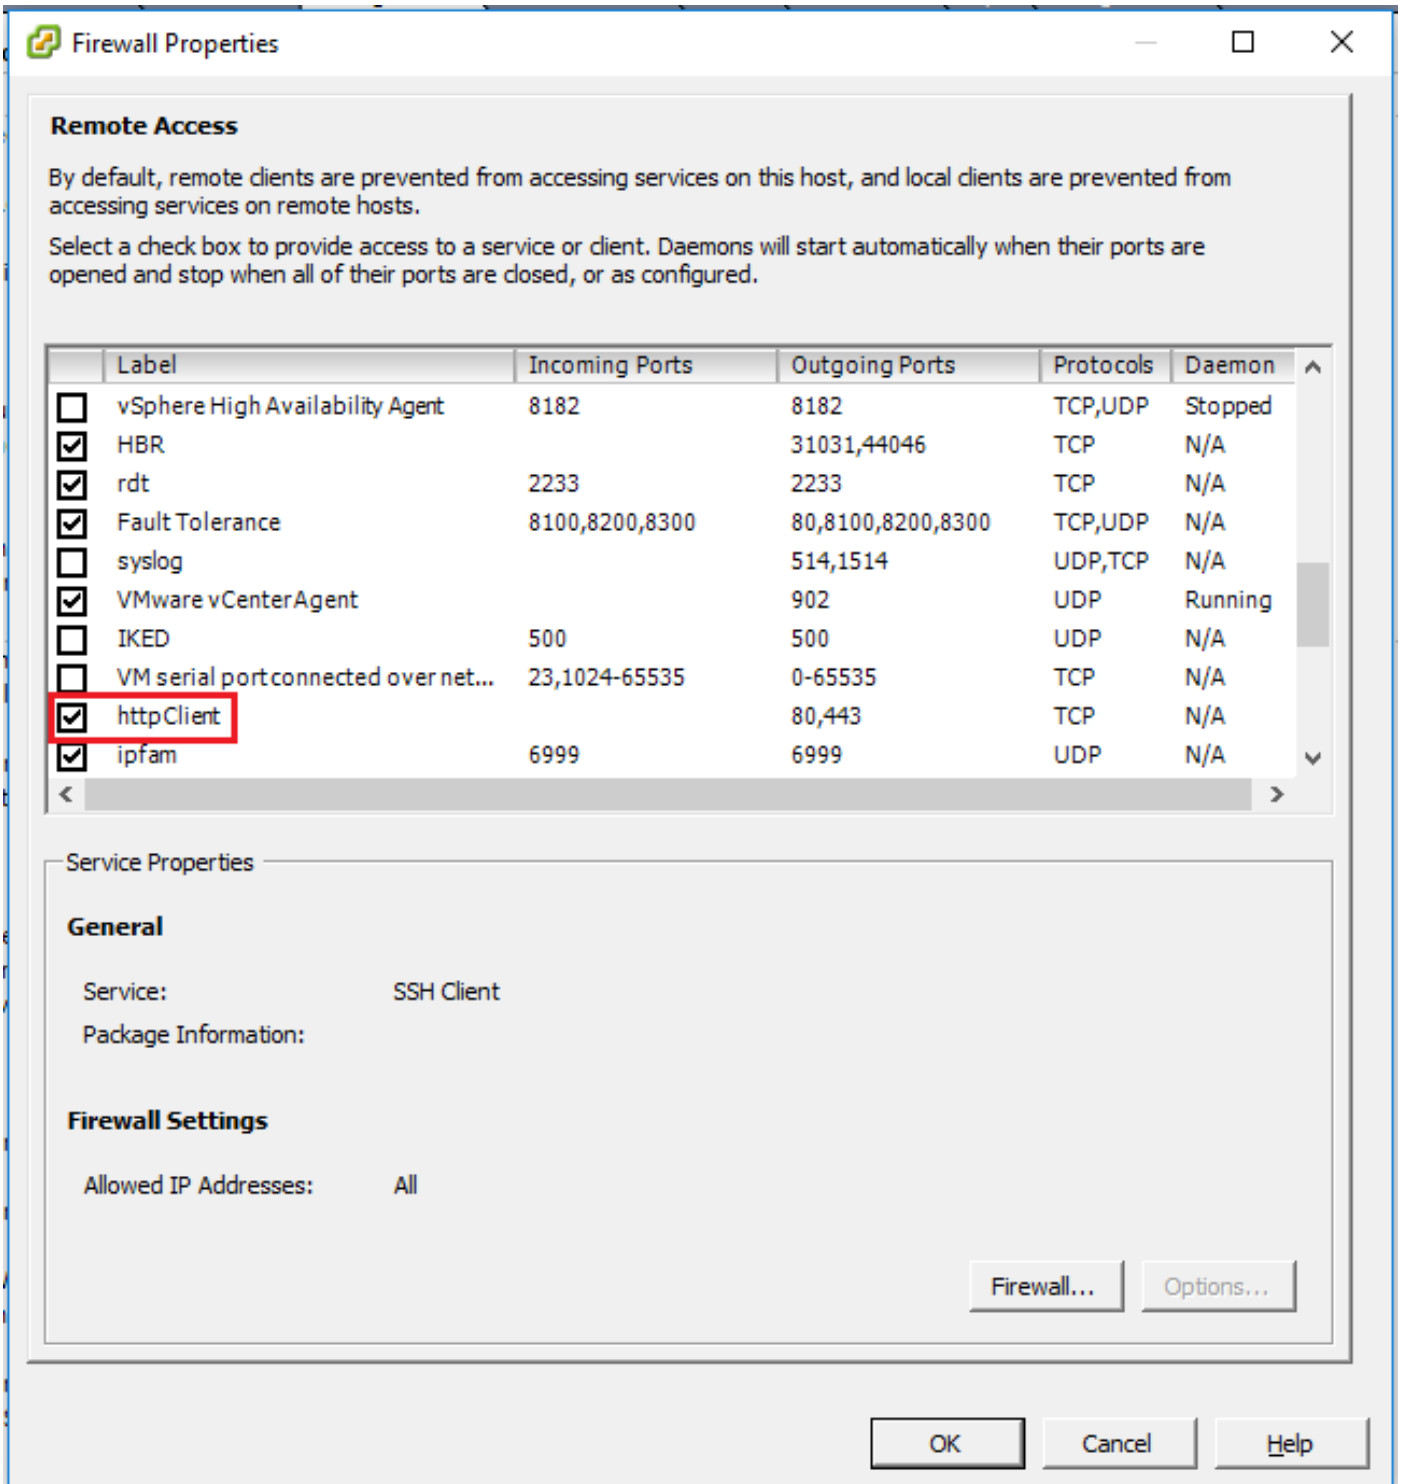 Firewall Properties
Remote Access
By default, remote clients are prevented from accessing services on this host, and local clients are prevented from
accessing services on remote hosts.
Select a check box to provide access to a service or client. Daemons will start automatically when their ports are
opened and stop when all of their ports are closed, or as configured.
Label Incoming Ports Outgoing Ports Protocols Daemon
vSphere High Availability Agent 8182 8182 TCP,UDP Stopped
HBR 31031,44046 TCP N/A
rdt 2233 2233 TCP N/A
Fault Tolerance 8100,8200,8300 80,8100,8200,8300 TCP,UDP N/A
syslog 514,1514 UDP,TCP N/A
VMware vCenterAgent 902 UDP Running
IKED 500 500 UDP N/A
VM serial port connected over net... 23,1024-65535 0-65535 TCP N/A
httpClient 80,443 TCP N/A
ipfam 6999 6999 UDP N/A
Service Properties
General
Service: SSH Client
Package Information:
Firewall Settings
Allowed IP Addresses: All
Firewall... Options...
OK Cancel Help